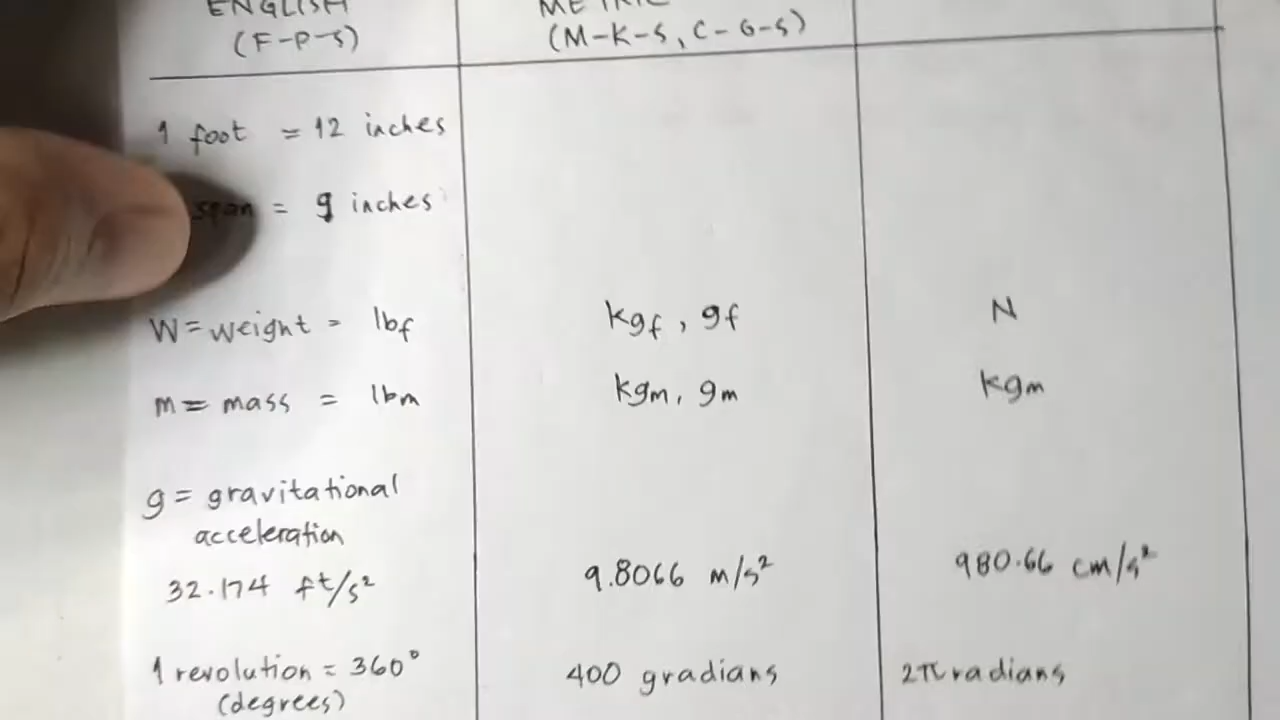 ENGLISH
METRIC
(F-P-S)
(M-K-S, C-G-S)
1 foot = 12 inches
span = 9 inches
W = weight = lbf
kgf, gf
N
m = mass = lbm
kgm, gm
kgm
g = gravitational
acceleration
32.174 ft/s²
9.8066 m/s²
980.66 cm/s²
1 revolution = 360°
(degrees)
400 gradians
2π radians